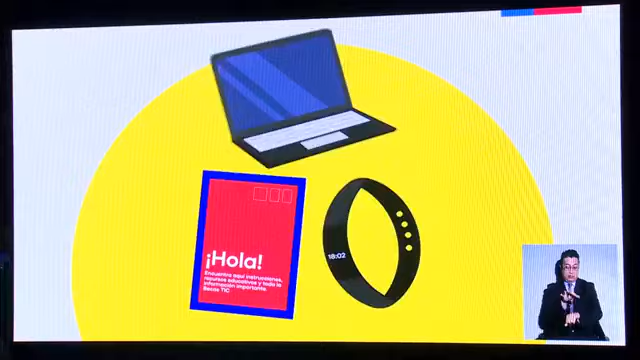 ¡Hola!
Encuentra aquí instrucciones,
recursos educativos y toda la
información importante.
Becas TIC
18:02